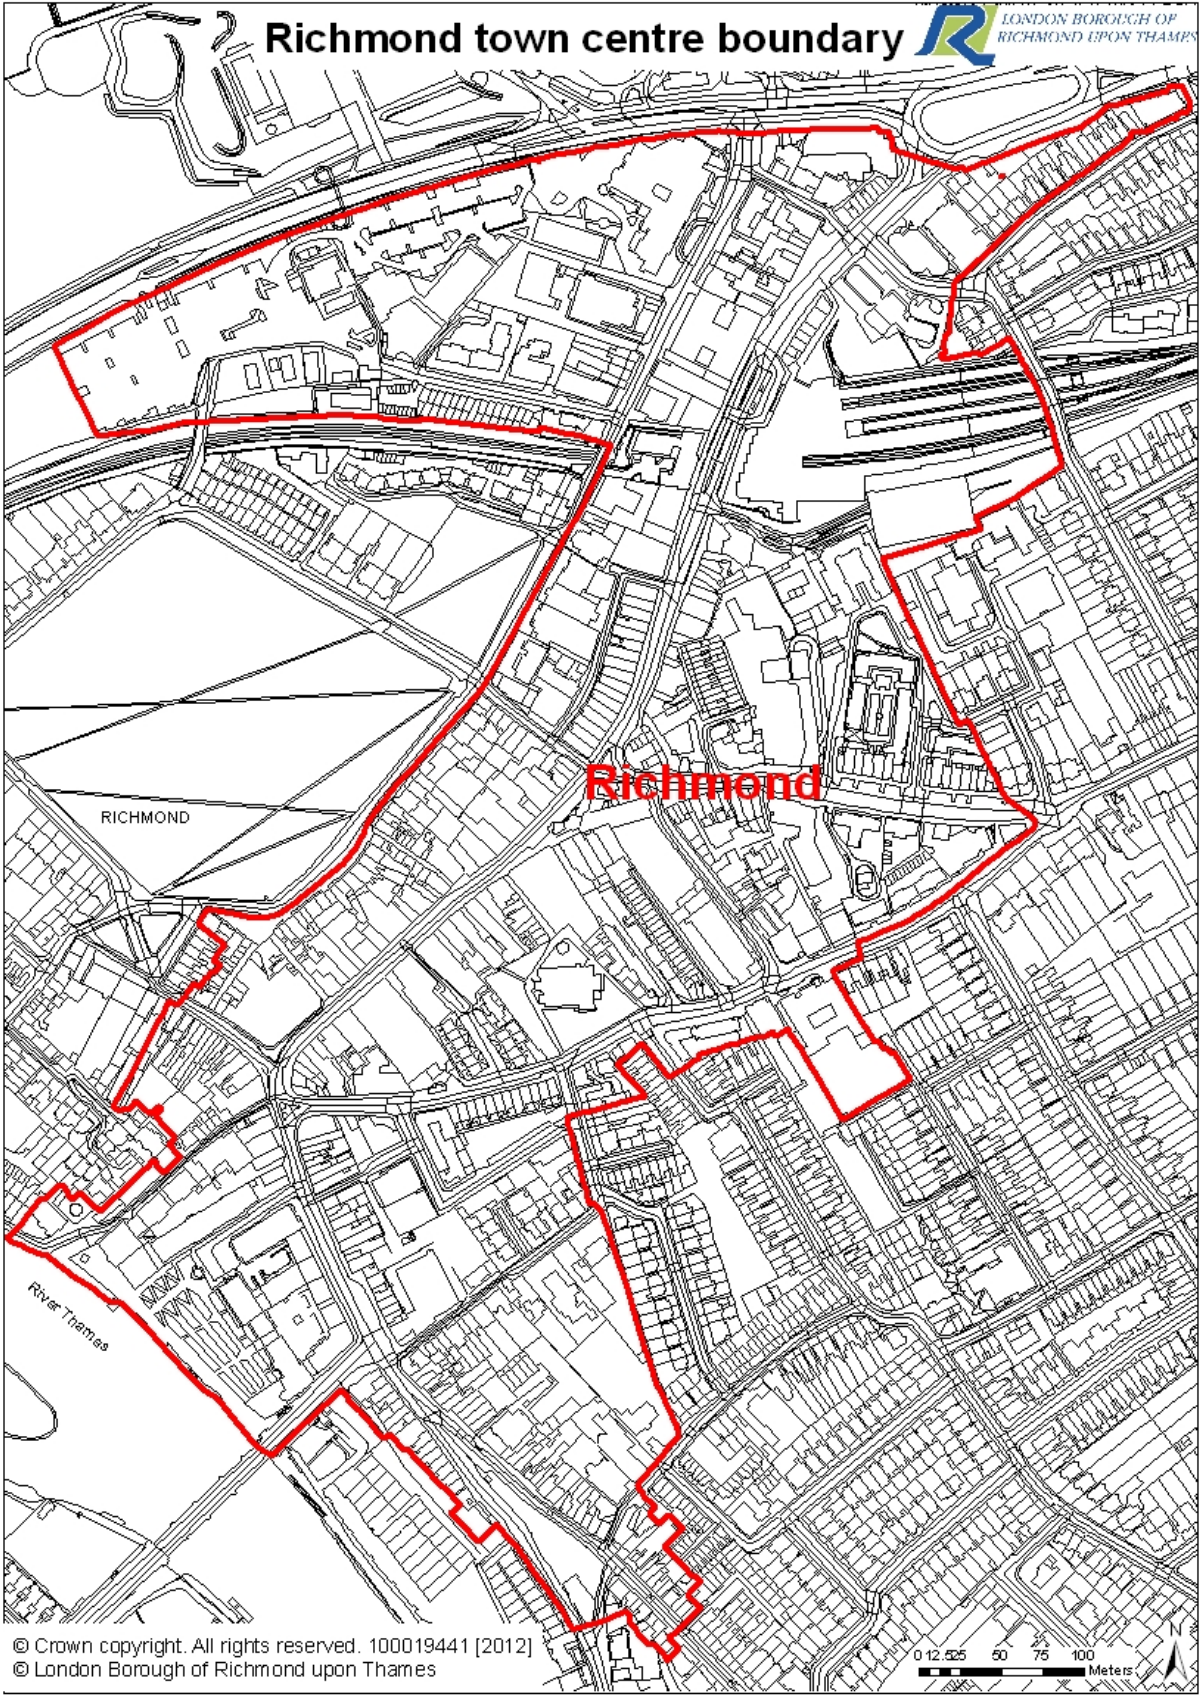 Richmond town centre boundary
LONDON BOROUGH OF
RICHMOND UPON THAMES
Richmond
RICHMOND
River Thames
© Crown copyright. All rights reserved. 100019441 [2012]
© London Borough of Richmond upon Thames
N
0 12.525 50 75 100
Meters